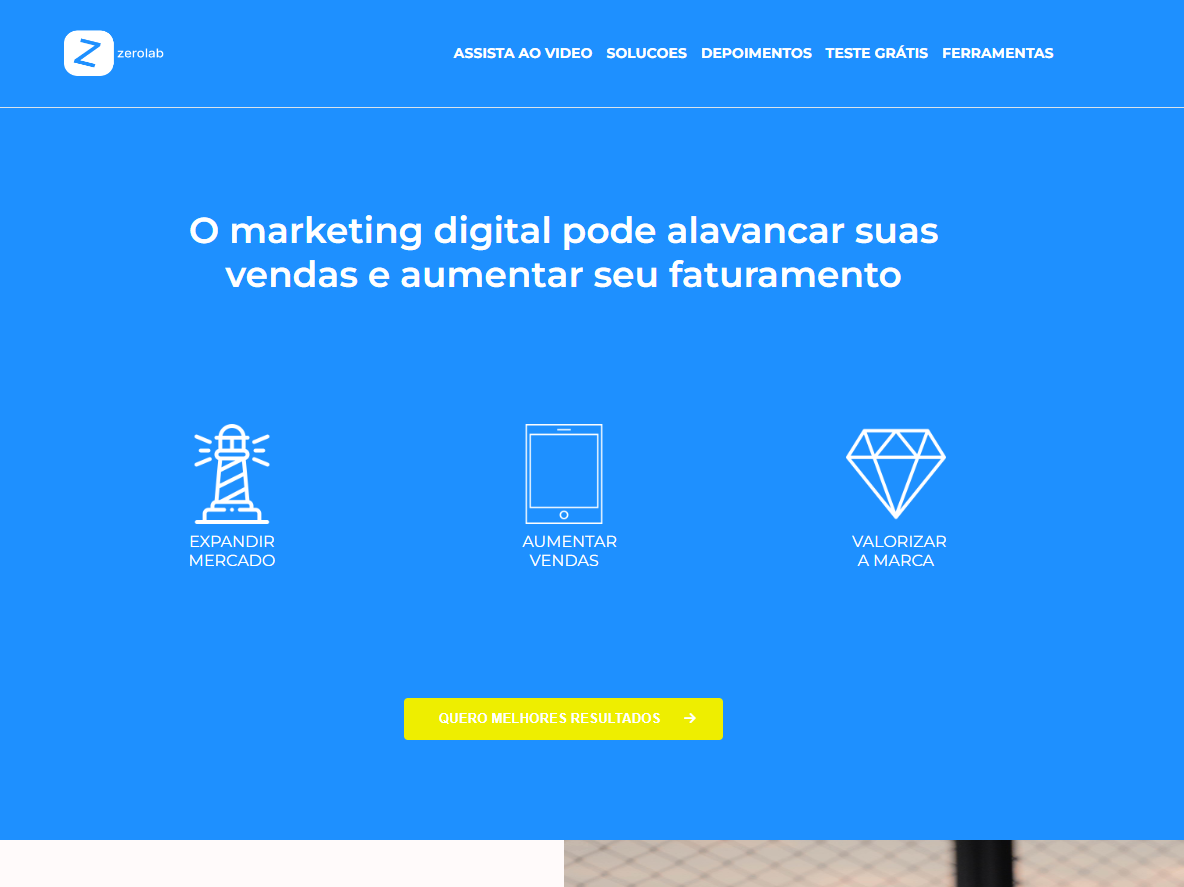 Z zerolab
ASSISTA AO VIDEO SOLUCOES DEPOIMENTOS TESTE GRÁTIS FERRAMENTAS
O marketing digital pode alavancar suas
vendas e aumentar seu faturamento
EXPANDIR
MERCADO
AUMENTAR
VENDAS
VALORIZAR
A MARCA
QUERO MELHORES RESULTADOS